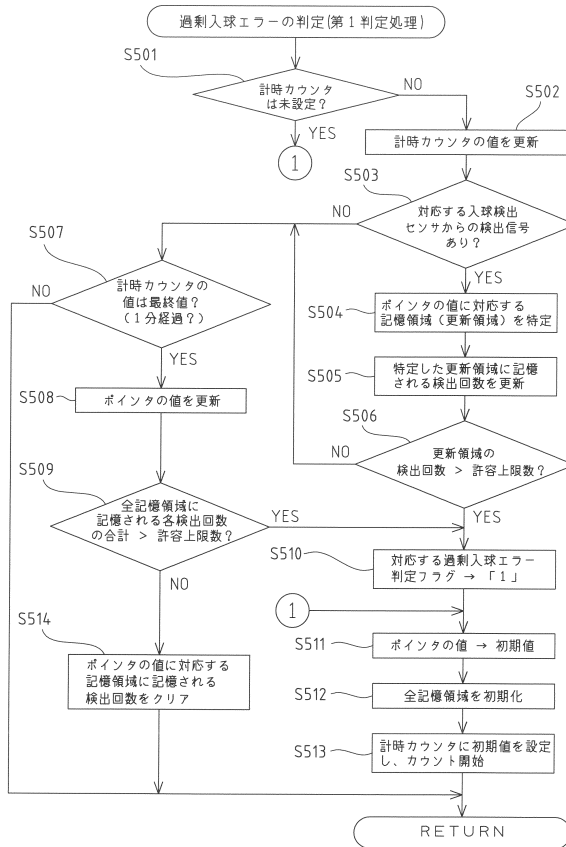 過剰入球エラーの判定(第1判定処理)
S501
計時カウンタ
は未設定？
NO
YES
1
S502
計時カウンタの値を更新
S503
対応する入球検出
センサからの検出信号
あり？
NO
YES
S504
ポインタの値に対応する
記憶領域（更新領域）を特定
S505
特定した更新領域に記憶
される検出回数を更新
S506
更新領域の
検出回数 > 許容上限数？
NO
YES
S507
計時カウンタの
値は最終値？
(1分経過？)
NO
YES
S508
ポインタの値を更新
S509
全記憶領域に
記憶される各検出回数
の合計 > 許容上限数？
YES
NO
S510
対応する過剰入球エラー
判定フラグ → 「1」
1
S511
ポインタの値 → 初期値
S512
全記憶領域を初期化
S513
計時カウンタに初期値を設定
し、カウント開始
S514
ポインタの値に対応する
記憶領域に記憶される
検出回数をクリア
RETURN